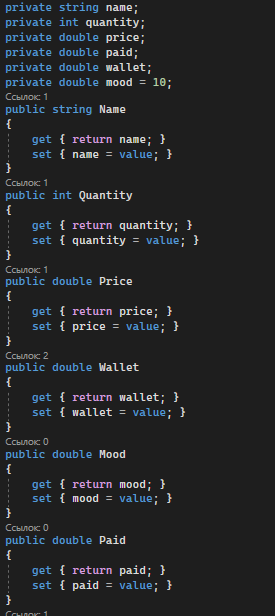 private string name;
private int quantity;
private double price;
private double paid;
private double wallet;
private double mood = 10;
Ссылок: 1
public string Name
{
get { return name; }
set { name = value; }
}
Ссылок: 1
public int Quantity
{
get { return quantity; }
set { quantity = value; }
}
Ссылок: 1
public double Price
{
get { return price; }
set { price = value; }
}
Ссылок: 2
public double Wallet
{
get { return wallet; }
set { wallet = value; }
}
Ссылок: 0
public double Mood
{
get { return mood; }
set { mood = value; }
}
Ссылок: 0
public double Paid
{
get { return paid; }
set { paid = value; }
}
Ссылок: 1